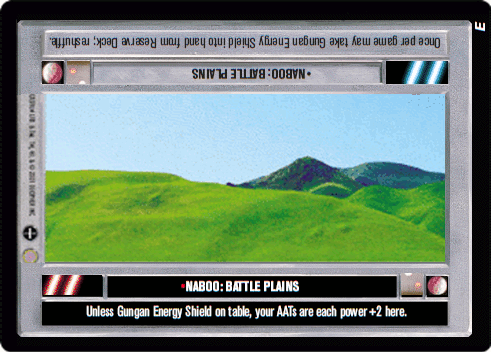 Once per game may take Gungan Energy Shield into hand from Reserve Deck; reshuffle.
•NABOO: BATTLE PLAINS
•NABOO: BATTLE PLAINS
Unless Gungan Energy Shield on table, your AATs are each power +2 here.
E